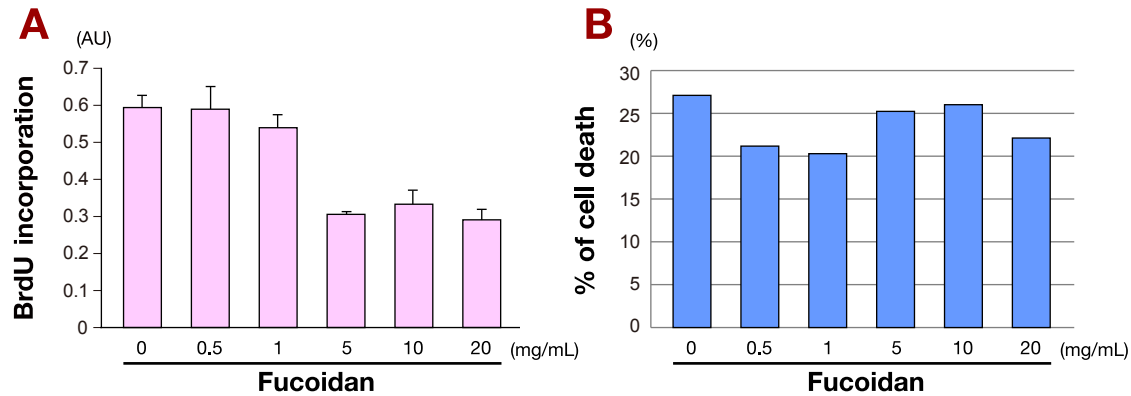 A
(AU)
BrdU incorporation
0.7
0.6
0.5
0.4
0.3
0.2
0.1
0
0 0.5 1 5 10 20 (mg/mL)
Fucoidan
B
(%)
% of cell death
30
25
20
15
10
5
0
0 0.5 1 5 10 20 (mg/mL)
Fucoidan